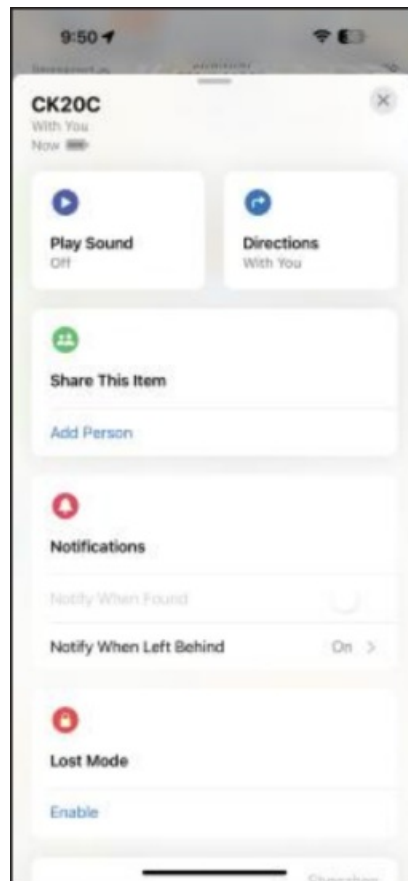 9:50
CK20C
With You
Now
Play Sound
Off
Directions
With You
Share This Item
Add Person
Notifications
Notify When Found
Notify When Left Behind
On
Lost Mode
Enable